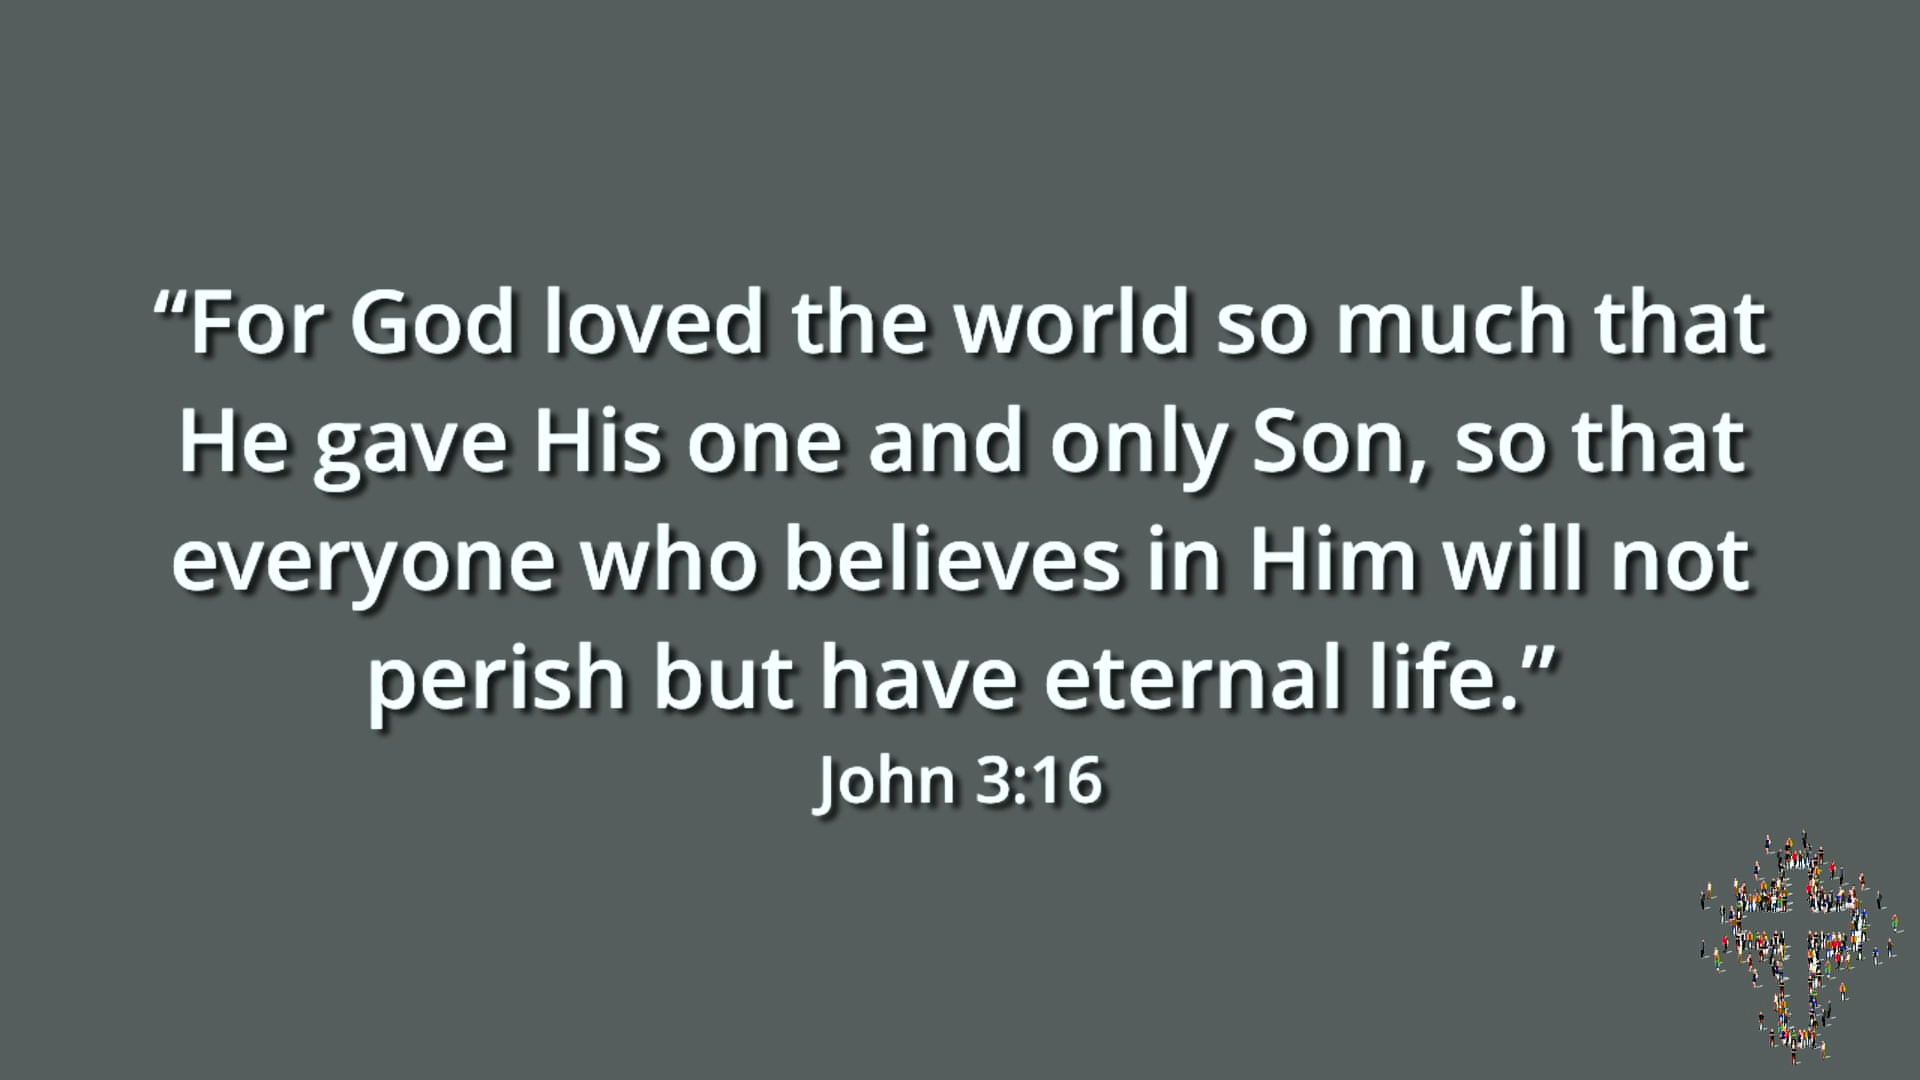 “For God loved the world so much that
He gave His one and only Son, so that
everyone who believes in Him will not
perish but have eternal life.”
John 3:16